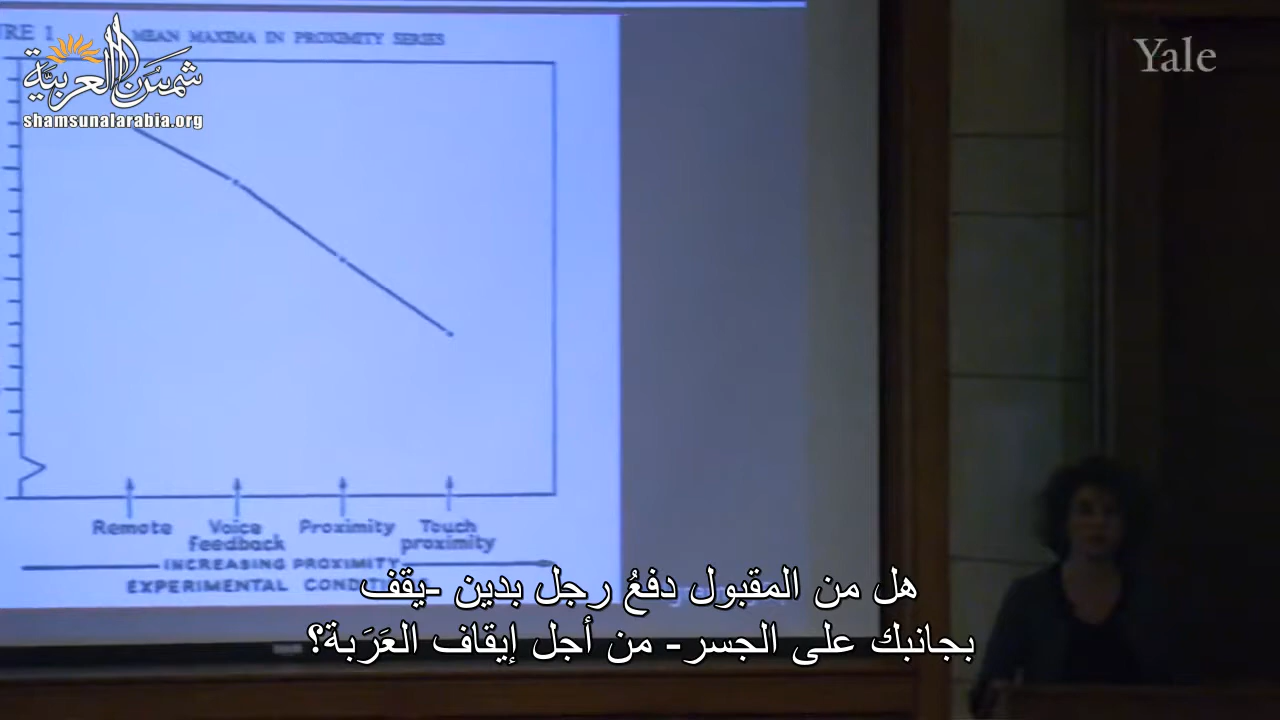 MEAN MAXIMA IN PROXIMITY SERIES
شمس العربية
shamsunalarabia.org
Yale
Remote
Voice feedback
Proximity
Touch proximity
INCREASING PROXIMITY
EXPERIMENTAL
هل من المقبول دفعُ رجل بدين -يقف
بجانبك على الجسر- من أجل إيقاف العَرَبة؟